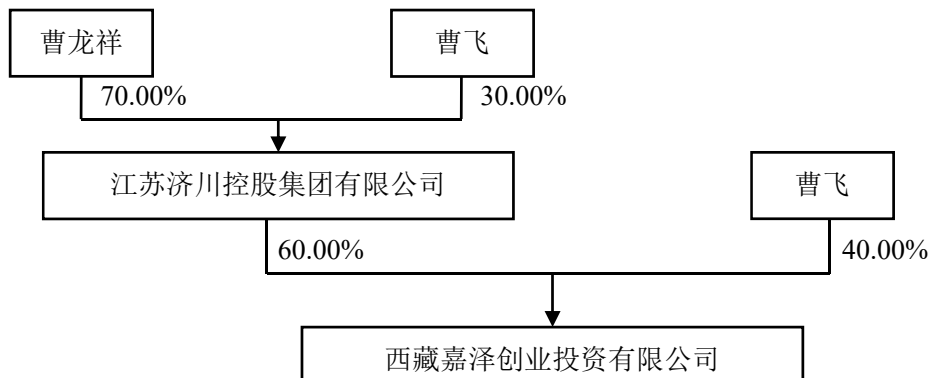 曹龙祥
曹飞
70.00%
30.00%
江苏济川控股集团有限公司
曹飞
60.00%
40.00%
西藏嘉泽创业投资有限公司